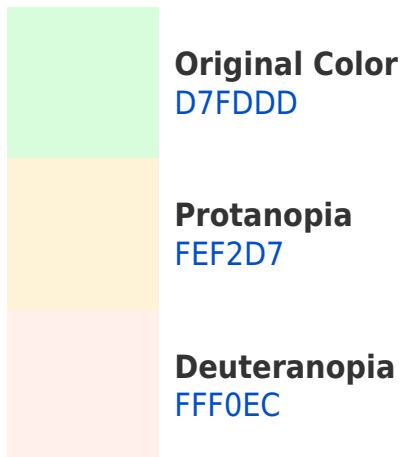 Original Color
D7FDDD
Protanopia
FEF2D7
Deuteranopia
FFF0EC